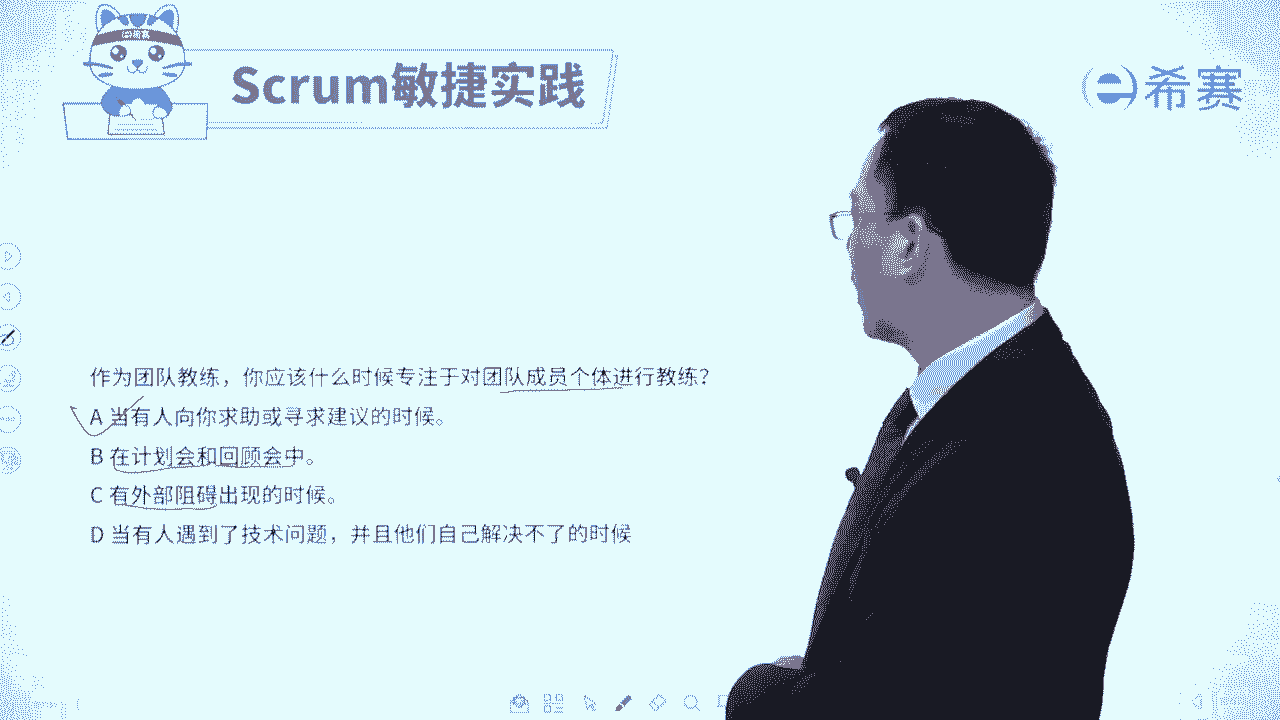 希赛
Scrum敏捷实践
希赛
作为团队教练，你应该什么时候专注于对团队成员个体进行教练？
A 当有人向你求助或寻求建议的时候。
B 在计划会和回顾会中。
C 有外部阻碍出现的时候。
D 当有人遇到了技术问题，并且他们自己解决不了的时候